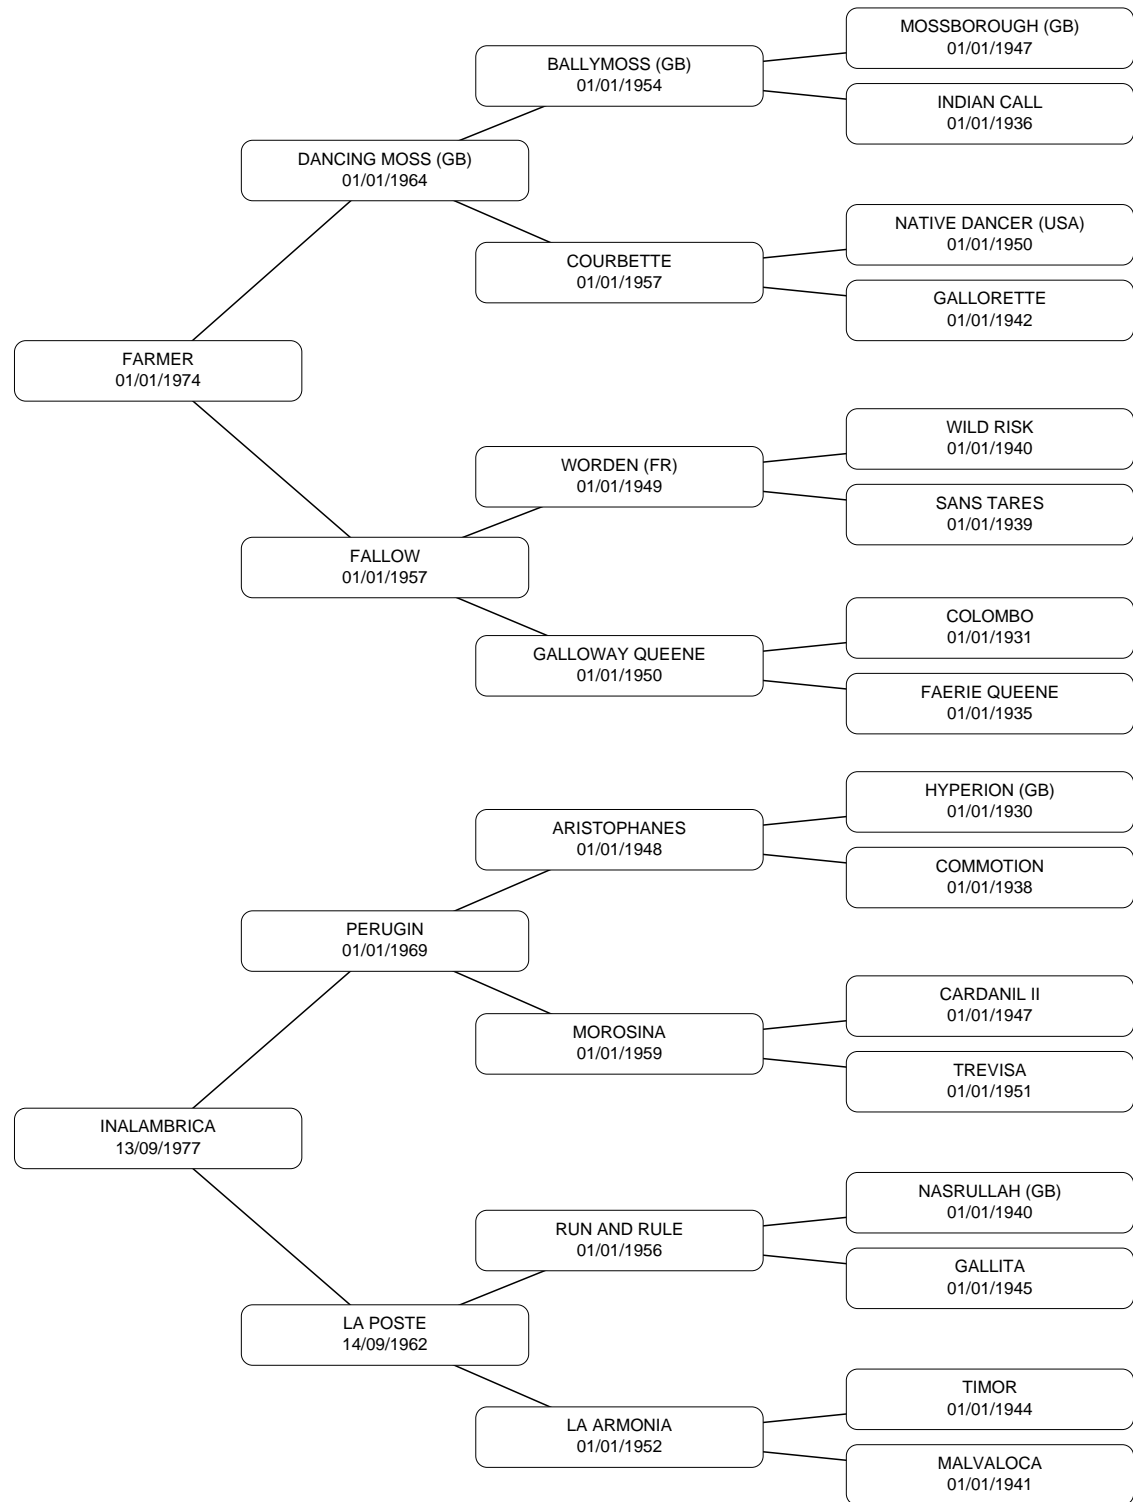 MOSSBOROUGH (GB)
01/01/1947
BALLYMOSS (GB)
01/01/1954
INDIAN CALL
01/01/1936
DANCING MOSS (GB)
01/01/1964
NATIVE DANCER (USA)
01/01/1950
COURBETTE
01/01/1957
GALLORETTE
01/01/1942
FARMER
01/01/1974
WILD RISK
01/01/1940
WORDEN (FR)
01/01/1949
SANS TARES
01/01/1939
FALLOW
01/01/1957
COLOMBO
01/01/1931
GALLOWAY QUEENE
01/01/1950
FAERIE QUEENE
01/01/1935
HYPERION (GB)
01/01/1930
ARISTOPHANES
01/01/1948
COMMOTION
01/01/1938
PERUGIN
01/01/1969
CARDANIL II
01/01/1947
MOROSINA
01/01/1959
TREVISA
01/01/1951
INALAMBRICA
13/09/1977
NASRULLAH (GB)
01/01/1940
RUN AND RULE
01/01/1956
GALLITA
01/01/1945
LA POSTE
14/09/1962
TIMOR
01/01/1944
LA ARMONIA
01/01/1952
MALVALOCA
01/01/1941